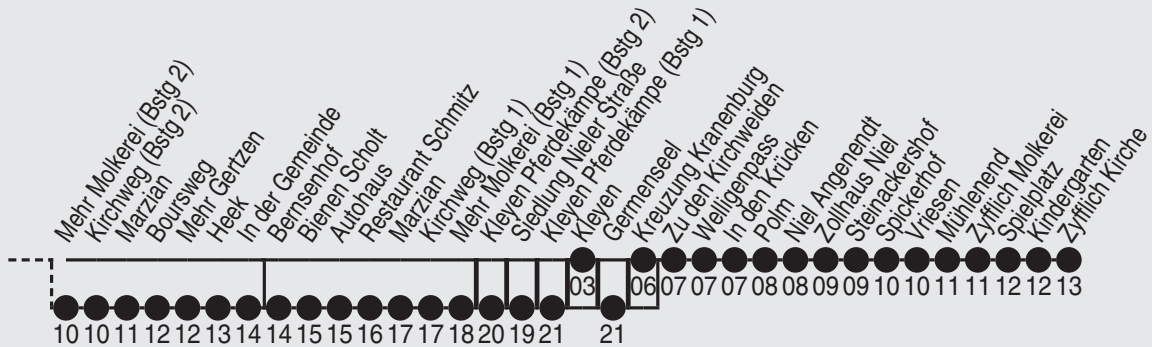 Mehr Molkerei (Bstg 2)
Kirchweg (Bstg 2)
Marzian
Boursweg
Mehr Gertzen
Heek
In der Gemeinde
Bernsenhof
Bienen Scholt
Autohaus
Restaurant Schmitz
Marzian
Kirchweg (Bstg 1)
Mehr Molkerei (Bstg 1)
Kleyen Pferdekämpe (Bstg 2)
Siedlung Nieler Straße
Kleyen Pferdekämpe (Bstg 1)
Kleyen
Germenseel
Kreuzung Kranenburg
Zu den Kirchweiden
Welligenpass
In den Krücken
Polm
Niel Angenendt
Zollhaus Niel
Steinackershof
Spickerhof
Vriesen
Mühlenend
Zyfflich Molkerei
Spielplatz
Kindergarten
Zyfflich Kirche
03 06 07 07 07 08 08 09 09 10 10 11 11 12 12 13
10 10 11 12 12 13 14 14 15 15 16 17 17 18 20 19 21 21